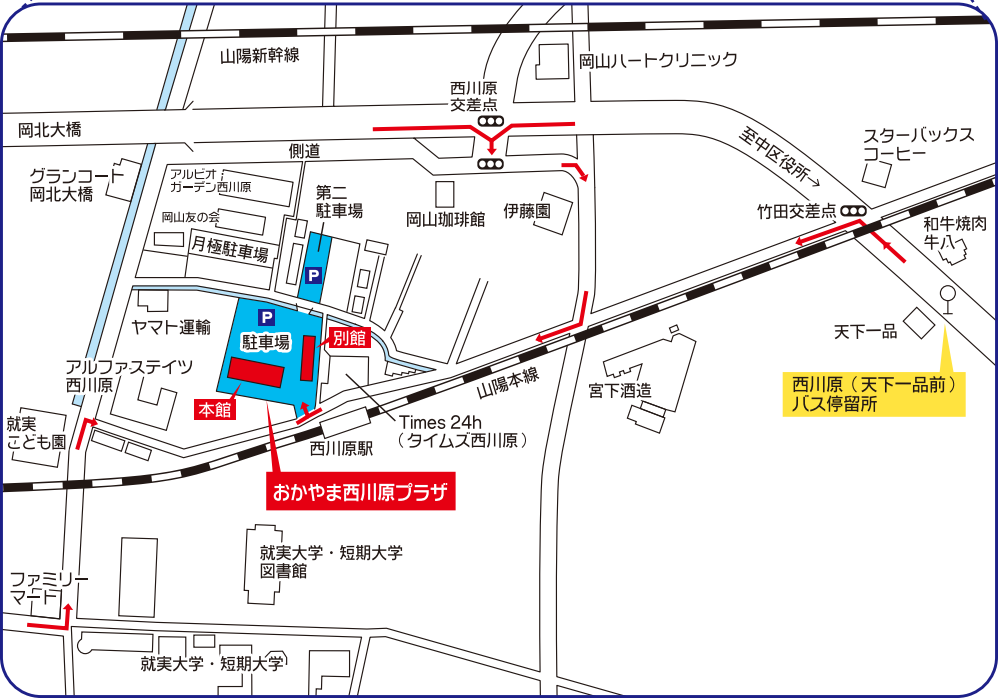 山陽新幹線
岡山ハートクリニック
西川原
交差点
岡北大橋
スターバックス
コーヒー
至中区役所→
側道
グランコート
岡北大橋
アルビオ
ガーデン西川原
第二
駐車場
岡山珈琲館
伊藤園
竹田交差点
岡山友の会
月極駐車場
和牛焼肉
牛八
P
P
駐車場
ヤマト運輸
別館
天下一品
アルファステイツ
西川原
本館
山陽本線
宮下酒造
西川原（天下一品前）
バス停留所
就実
こども園
Times 24h
（タイムズ西川原）
西川原駅
おかやま西川原プラザ
就実大学・短期大学
図書館
ファミリー
マート
就実大学・短期大学